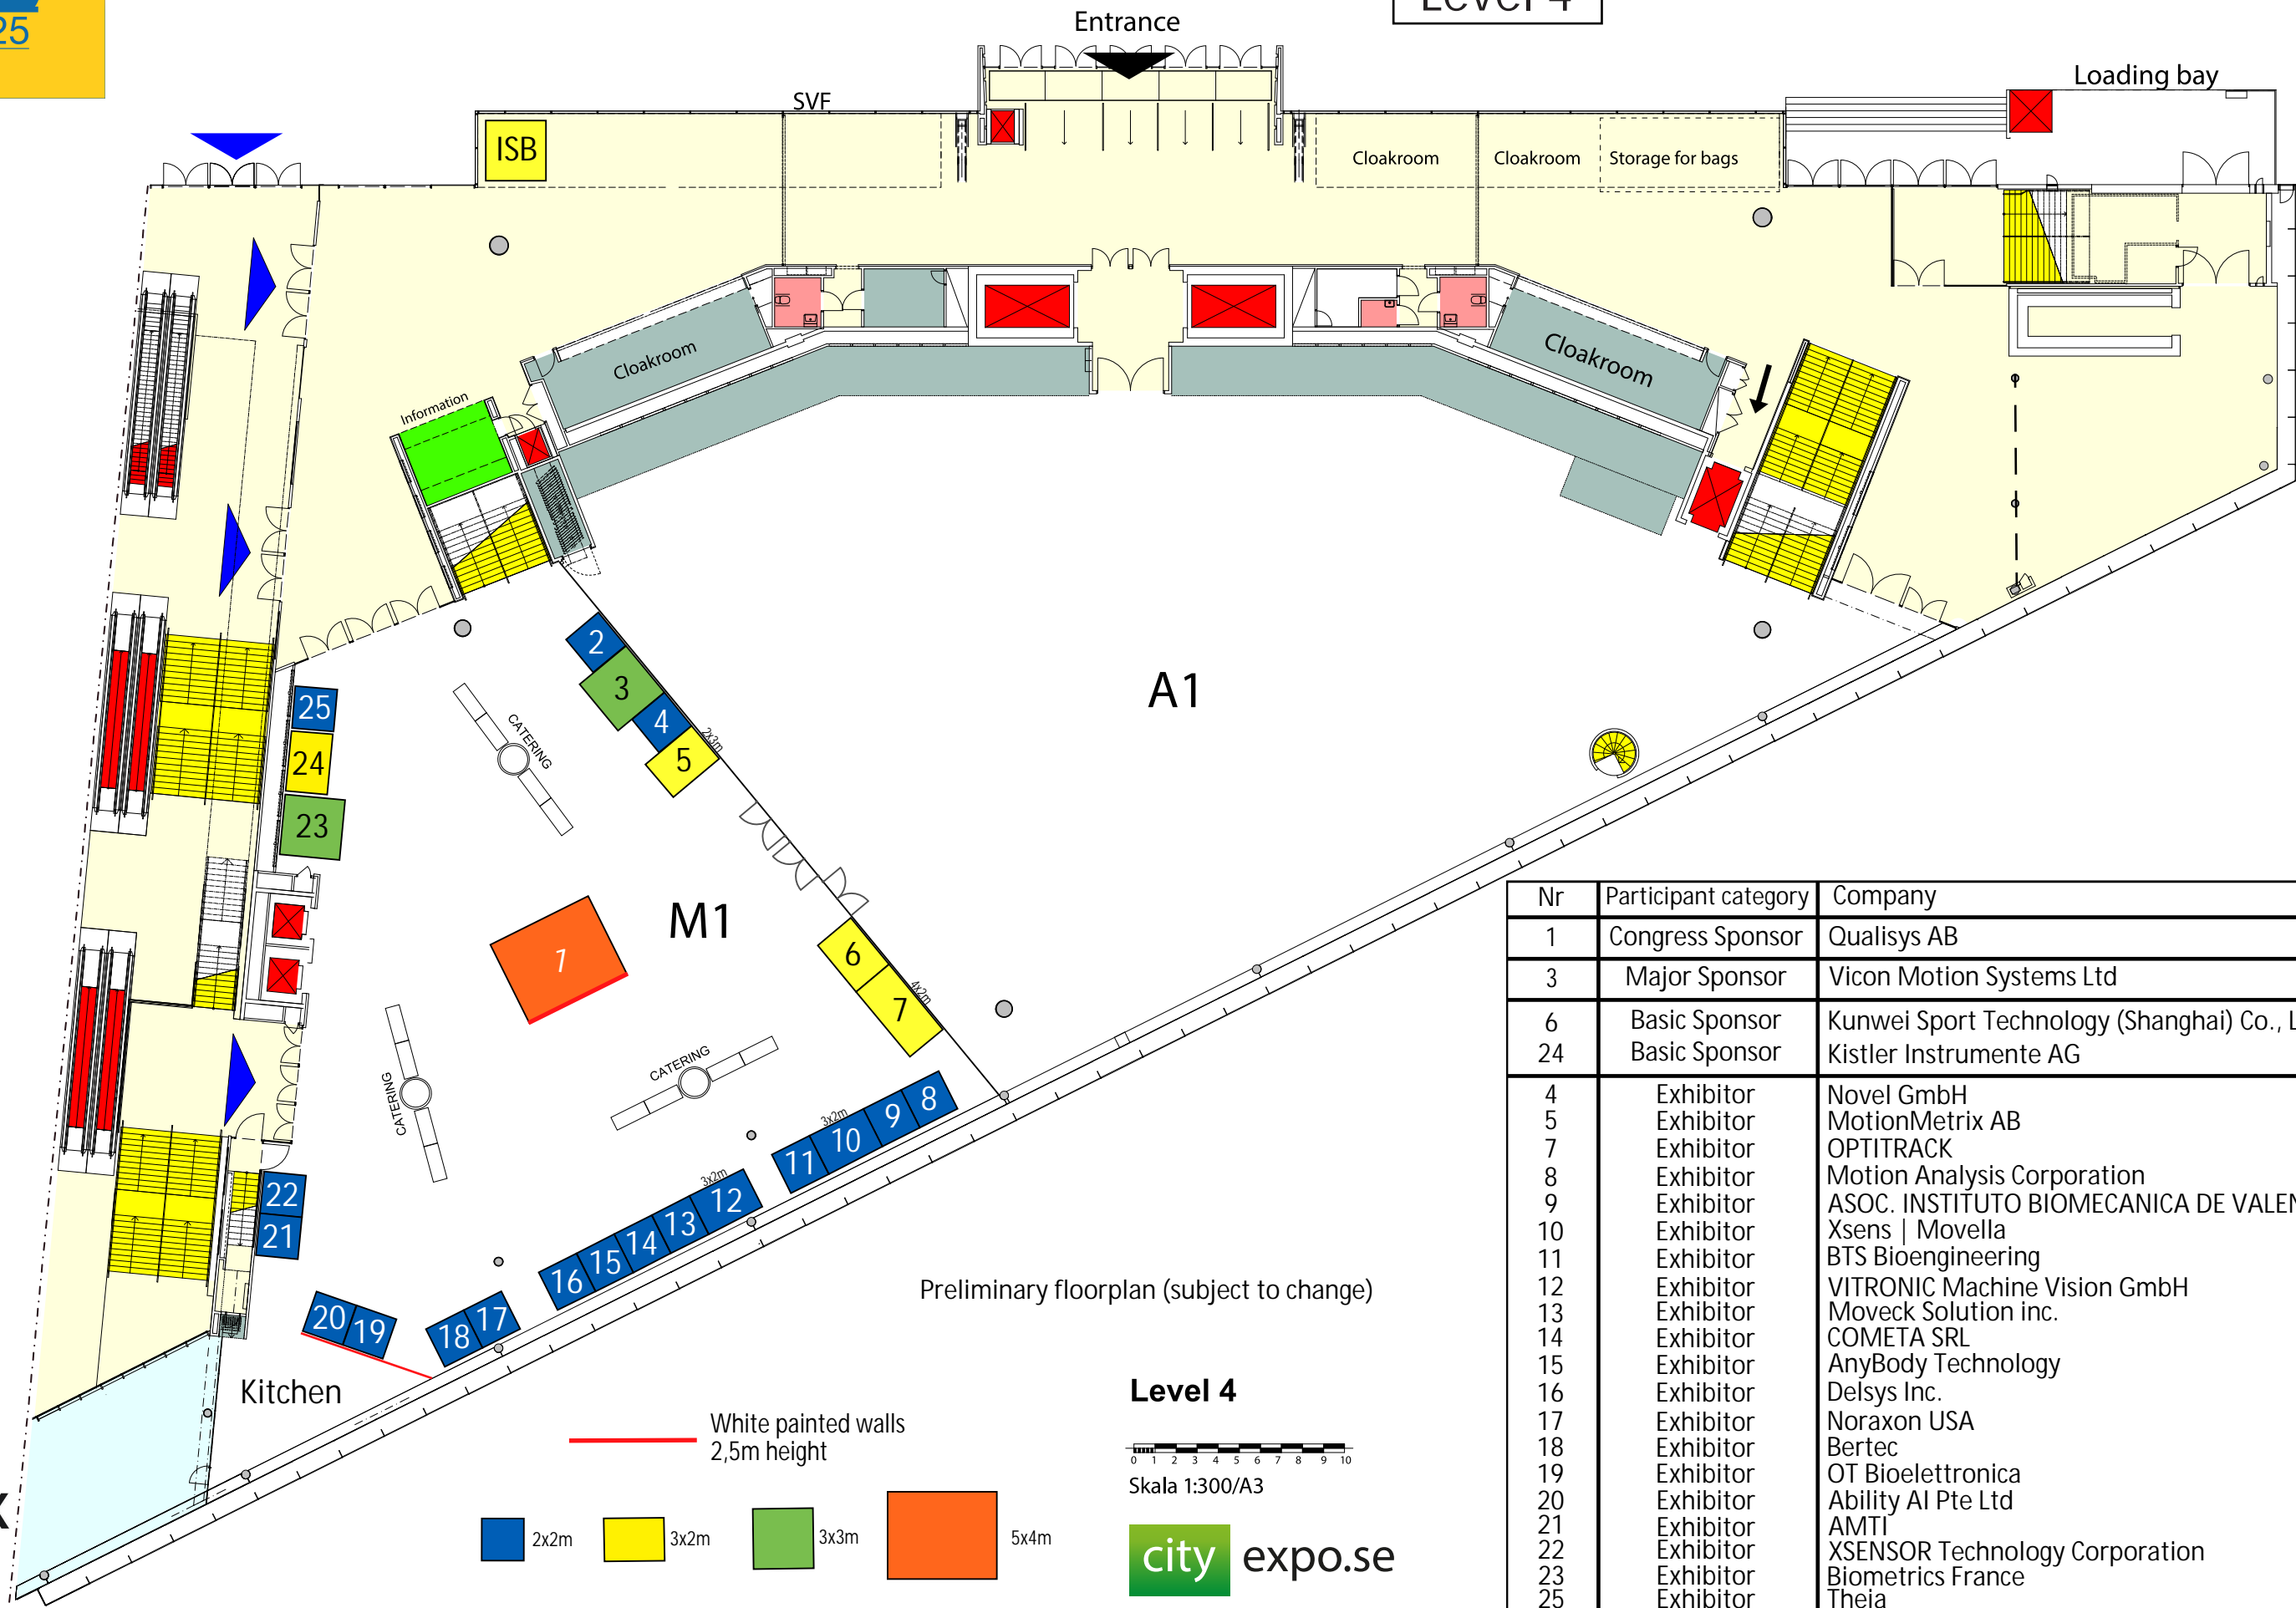 25
Level 4
Entrance
Loading bay
SVF
ISB
Cloakroom
Cloakroom
Storage for bags
Cloakroom
Cloakroom
Information
2
3
4
5
2x3m
A1
CATERING
25
24
23
M1
7
6
7
4x2m
CATERING
CATERING
8
9
10
3x2m
11
12
3x2m
13
14
15
16
17
18
19
20
21
22
Kitchen
Preliminary floorplan (subject to change)
White painted walls
2,5m height
2x2m
3x2m
3x3m
5x4m
Level 4
0 1 2 3 4 5 6 7 8 9 10
Skala 1:300/A3
city expo.se
X
Nr Participant category Company
1 Congress Sponsor Qualisys AB
3 Major Sponsor Vicon Motion Systems Ltd
6 Basic Sponsor Kunwei Sport Technology (Shanghai) Co., L
24 Basic Sponsor Kistler Instrumente AG
4 Exhibitor Novel GmbH
5 Exhibitor MotionMetrix AB
7 Exhibitor OPTITRACK
8 Exhibitor Motion Analysis Corporation
9 Exhibitor ASOC. INSTITUTO BIOMECANICA DE VALEN
10 Exhibitor Xsens | Movella
11 Exhibitor BTS Bioengineering
12 Exhibitor VITRONIC Machine Vision GmbH
13 Exhibitor Moveck Solution inc.
14 Exhibitor COMETA SRL
15 Exhibitor AnyBody Technology
16 Exhibitor Delsys Inc.
17 Exhibitor Noraxon USA
18 Exhibitor Bertec
19 Exhibitor OT Bioelettronica
20 Exhibitor Ability AI Pte Ltd
21 Exhibitor AMTI
22 Exhibitor XSENSOR Technology Corporation
23 Exhibitor Biometrics France
25 Exhibitor Theia